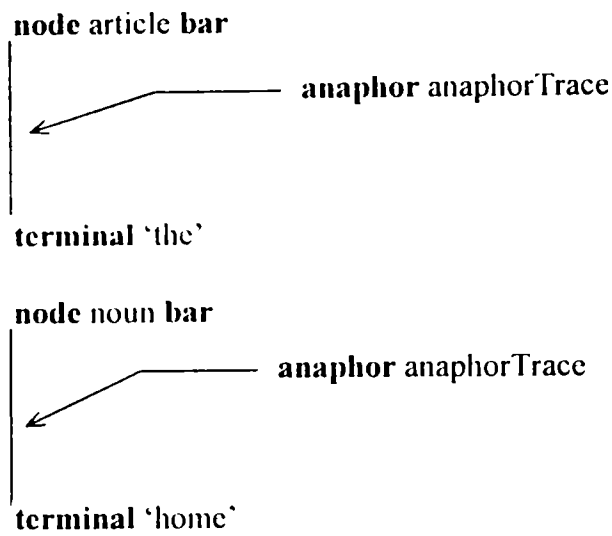 node article bar
anaphor anaphorTrace
terminal ‘the’
node noun bar
anaphor anaphorTrace
terminal ‘home’